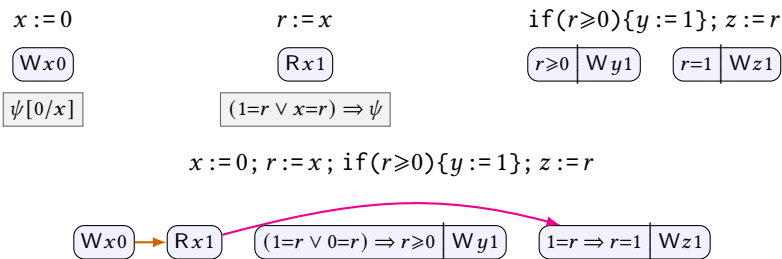 x := 0 r := x if(r⩾0){y := 1}; z := r
Wx0 Rx1 r⩾0 | Wy1 r=1 | Wz1
ψ[0/x] (1=r ∨ x=r) ⇒ ψ
x := 0; r := x; if(r⩾0){y := 1}; z := r
Wx0 Rx1 (1=r ∨ 0=r) ⇒ r⩾0 | Wy1 1=r ⇒ r=1 | Wz1